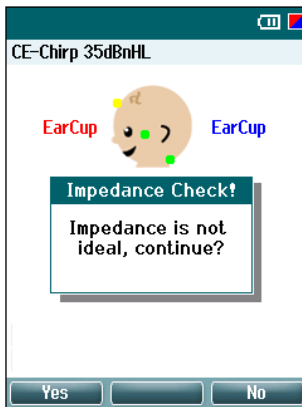 CE-Chirp 35dBnHL
EarCup EarCup
Impedance Check!
Impedance is not
ideal, continue?
Yes No